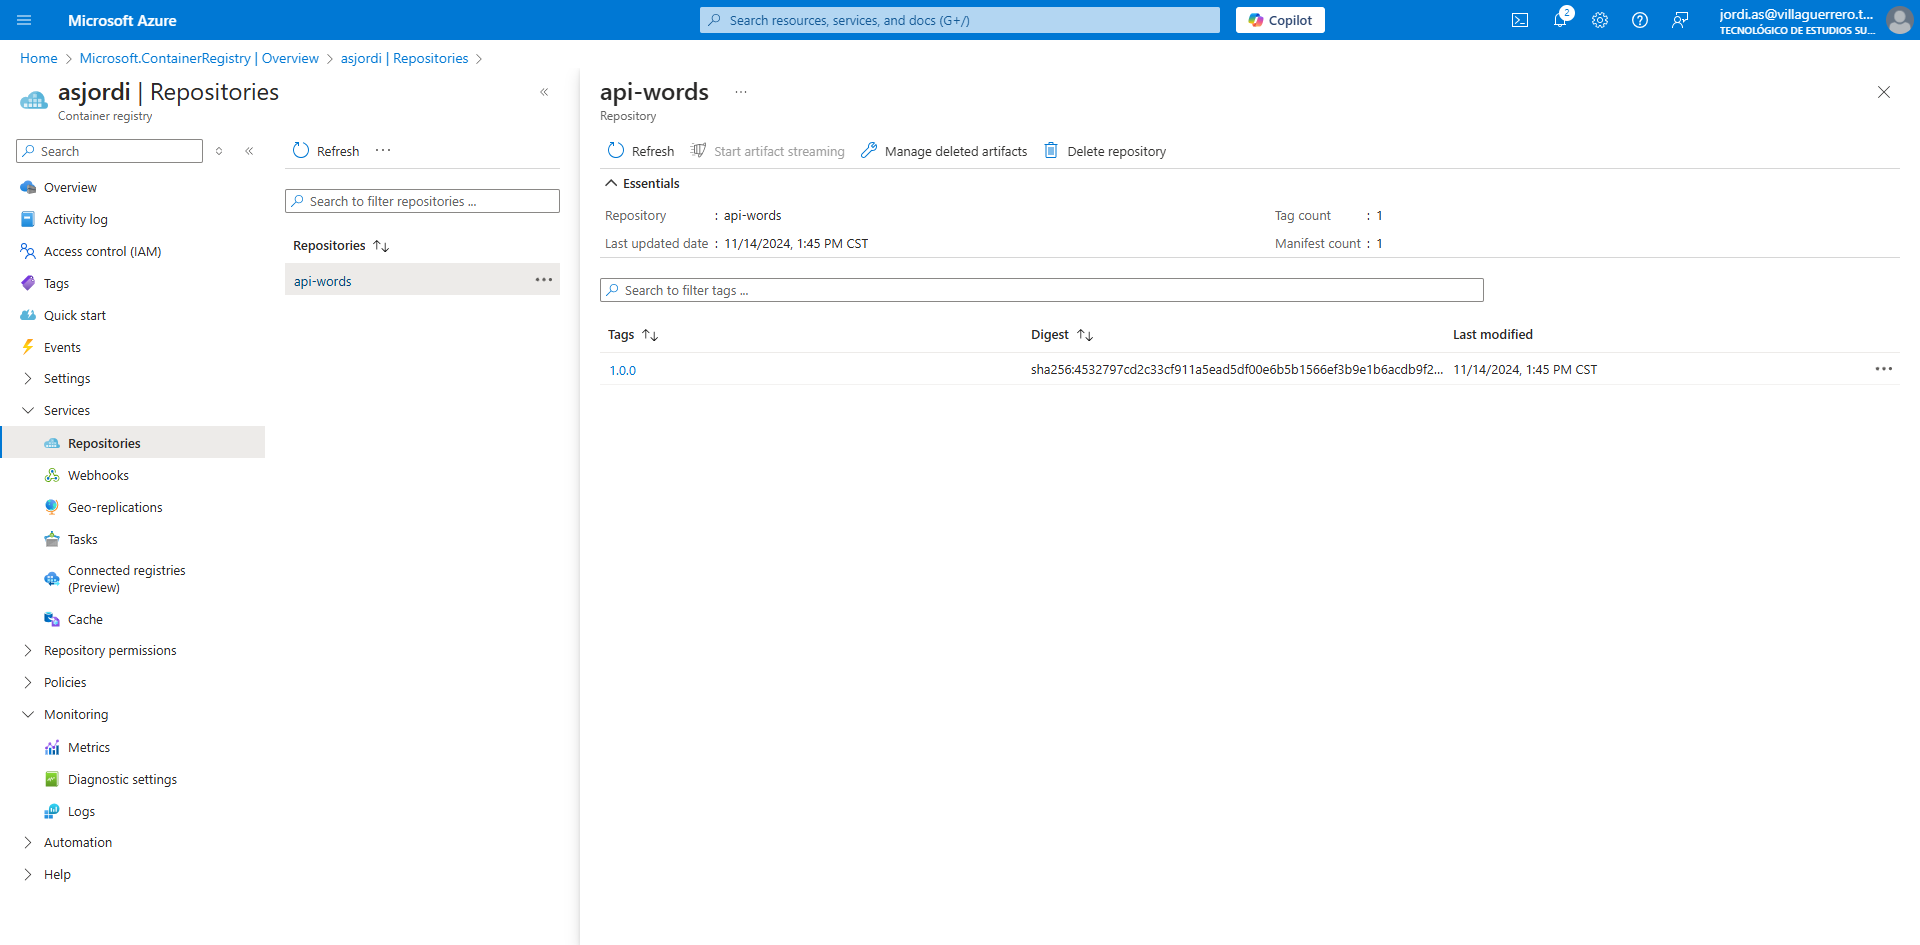 Microsoft Azure
Search resources, services, and docs (G+/)
Copilot
2
jordi.as@villaguerrero.t...
TECNOLÓGICO DE ESTUDIOS SU...
Home > Microsoft.ContainerRegistry | Overview > asjordi | Repositories >
asjordi | Repositories
Container registry
Search
Overview
Activity log
Access control (IAM)
Tags
Quick start
Events
Settings
Services
Repositories
Webhooks
Geo-replications
Tasks
Connected registries
(Preview)
Cache
Repository permissions
Policies
Monitoring
Metrics
Diagnostic settings
Logs
Automation
Help
Refresh ...
Search to filter repositories ...
Repositories
api-words ...
api-words ...
Repository
Refresh Start artifact streaming Manage deleted artifacts Delete repository
Essentials
Repository : api-words Tag count : 1
Last updated date : 11/14/2024, 1:45 PM CST Manifest count : 1
Search to filter tags ...
Tags Digest Last modified
1.0.0 sha256:4532797cd2c33cf911a5ead5df00e6b5b1566ef3b9e1b6acdb9f2... 11/14/2024, 1:45 PM CST ...